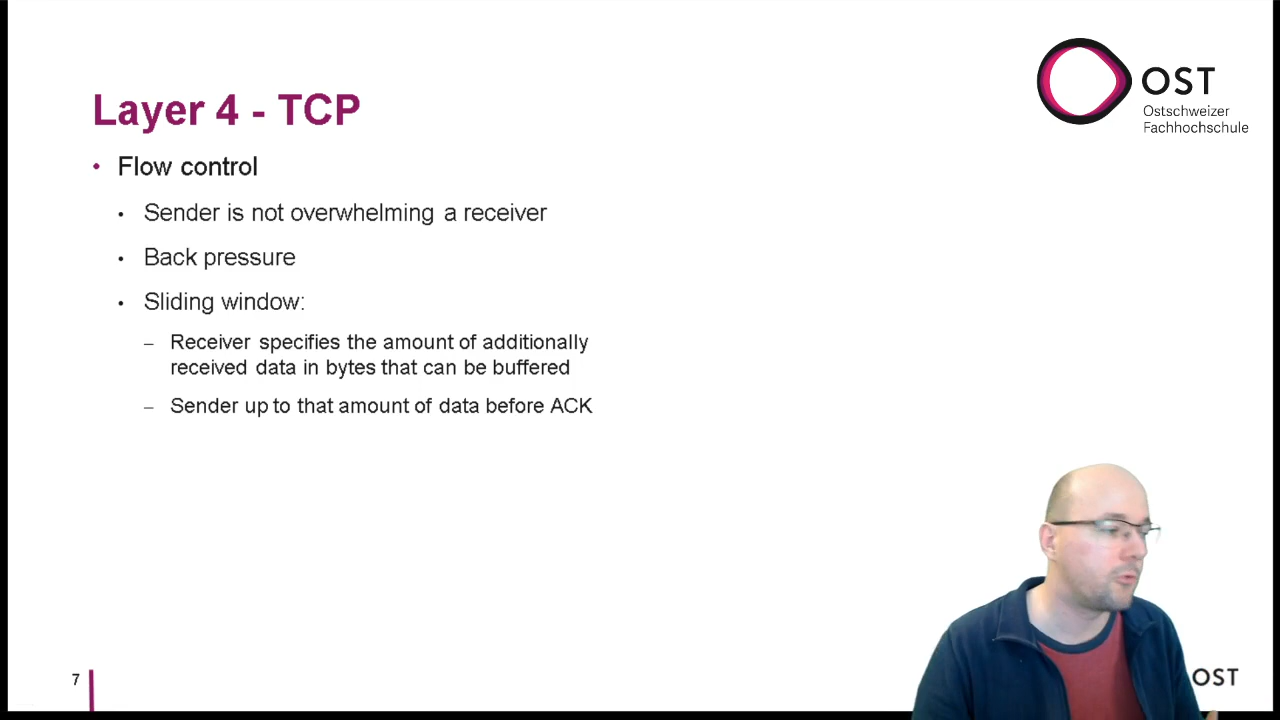 OST
Ostschweizer
Fachhochschule
Layer 4 - TCP
• Flow control
• Sender is not overwhelming a receiver
• Back pressure
• Sliding window:
– Receiver specifies the amount of additionally
received data in bytes that can be buffered
– Sender up to that amount of data before ACK
7
OST